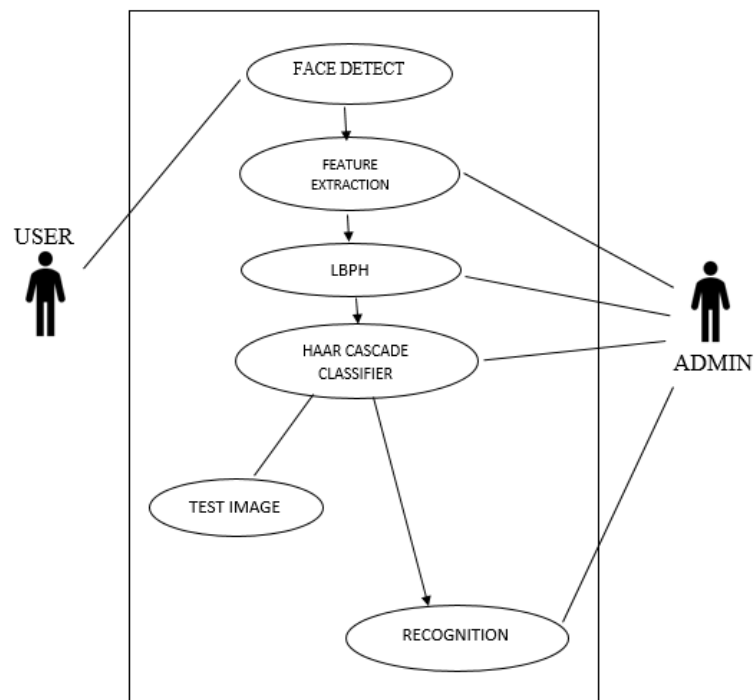 FACE DETECT
FEATURE
EXTRACTION
USER
LBPH
HAAR CASCADE
CLASSIFIER
ADMIN
TEST IMAGE
RECOGNITION